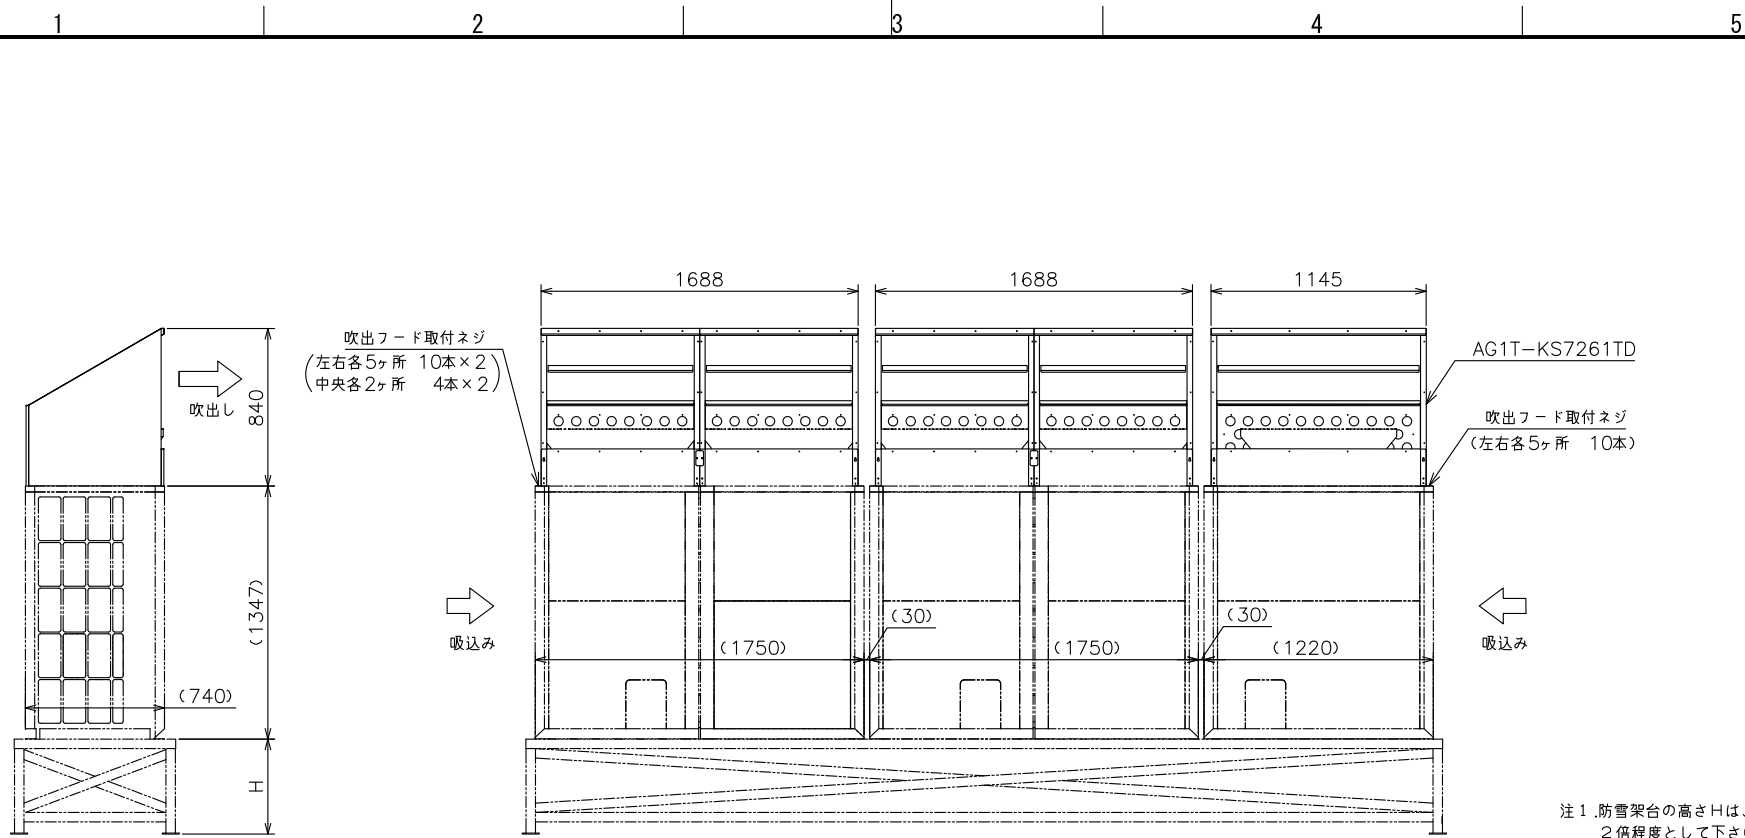 1 2 3 4 5
1688 1688 1145
吹出フード取付ネジ
(左右各5ヶ所 10本×2)
(中央各2ヶ所 4本×2)
AG1T-KS7261TD
吹出し
840
吹出フード取付ネジ
(左右各5ヶ所 10本)
(1347)
吸込み
(30)
(30)
吸込み
(1750) (1750) (1220)
(740)
H
注1.防雪架台の高さHは、
2倍程度として下さい